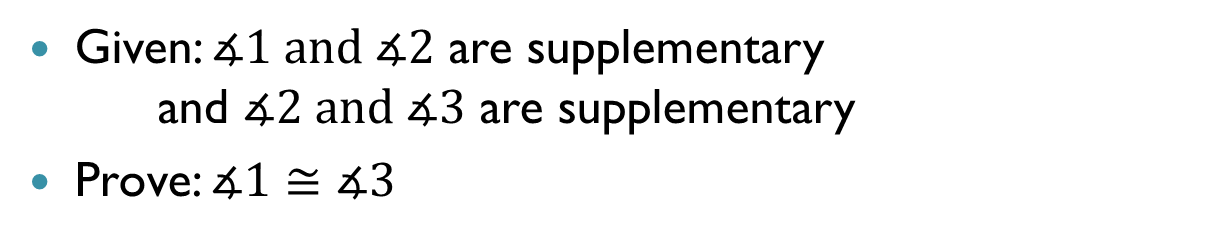 • Given: ∡1 and ∡2 are supplementary
and ∡2 and ∡3 are supplementary
• Prove: ∡1 ≅ ∡3